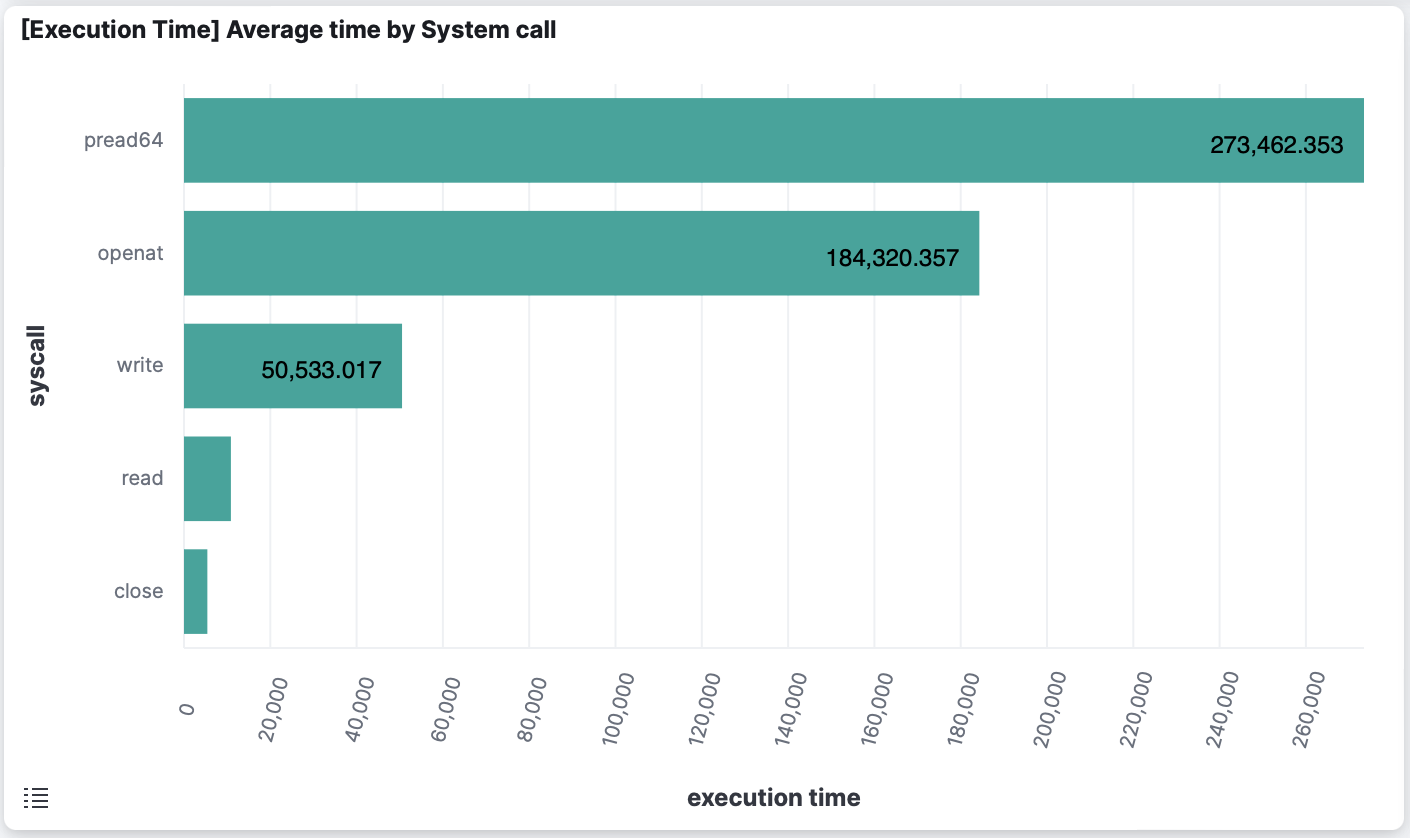 [Execution Time] Average time by System call
pread64
273,462.353
openat
184,320.357
write
50,533.017
read
close
syscall
0
20,000
40,000
60,000
80,000
100,000
120,000
140,000
160,000
180,000
200,000
220,000
240,000
260,000
execution time